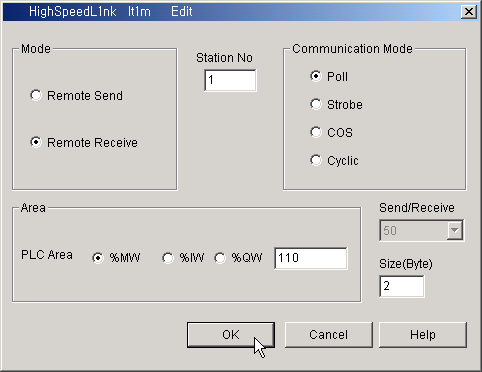 HighSpeedL1nk It1m Edit
Mode
Remote Send
Remote Receive
Station No
1
Communication Mode
Poll
Strobe
COS
Cyclic
Area
PLC Area %MW %IW %QW 110
Send/Receive
50
Size(Byte)
2
OK Cancel Help